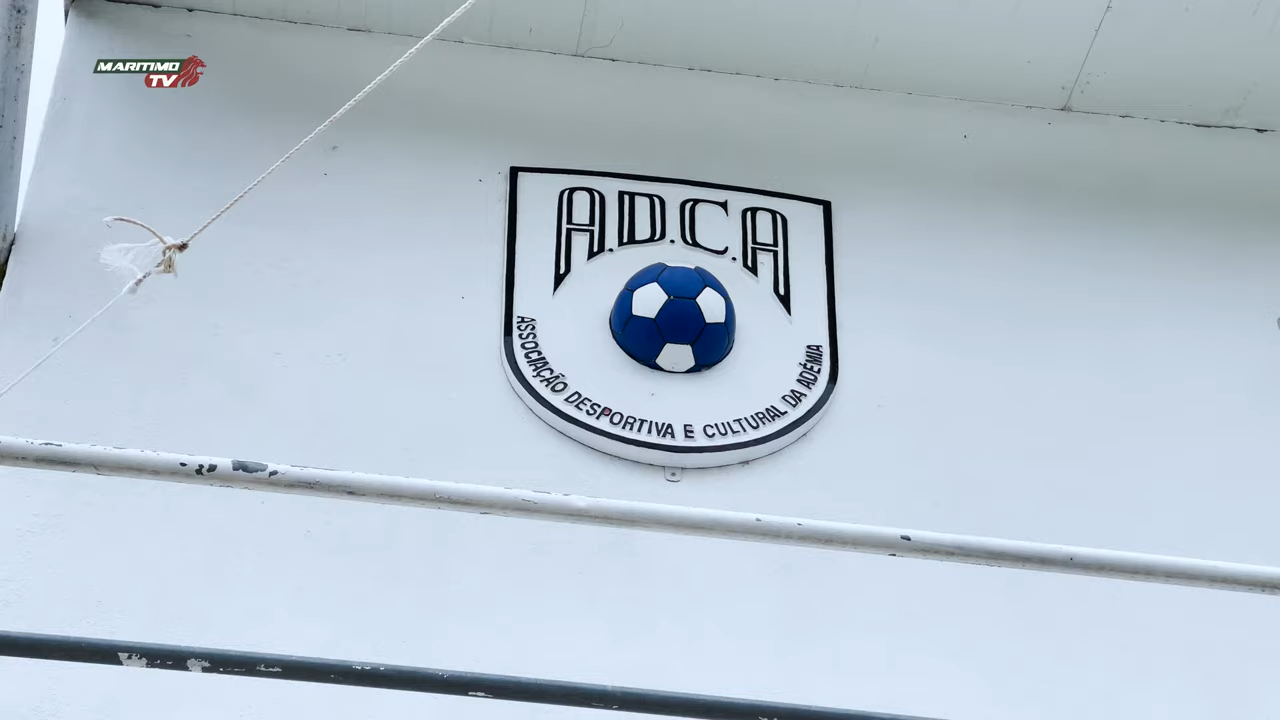 MARITIMO
TV
A.D.C.A
ASSOCIAÇÃO DESPORTIVA E CULTURAL DA ADÉMIA